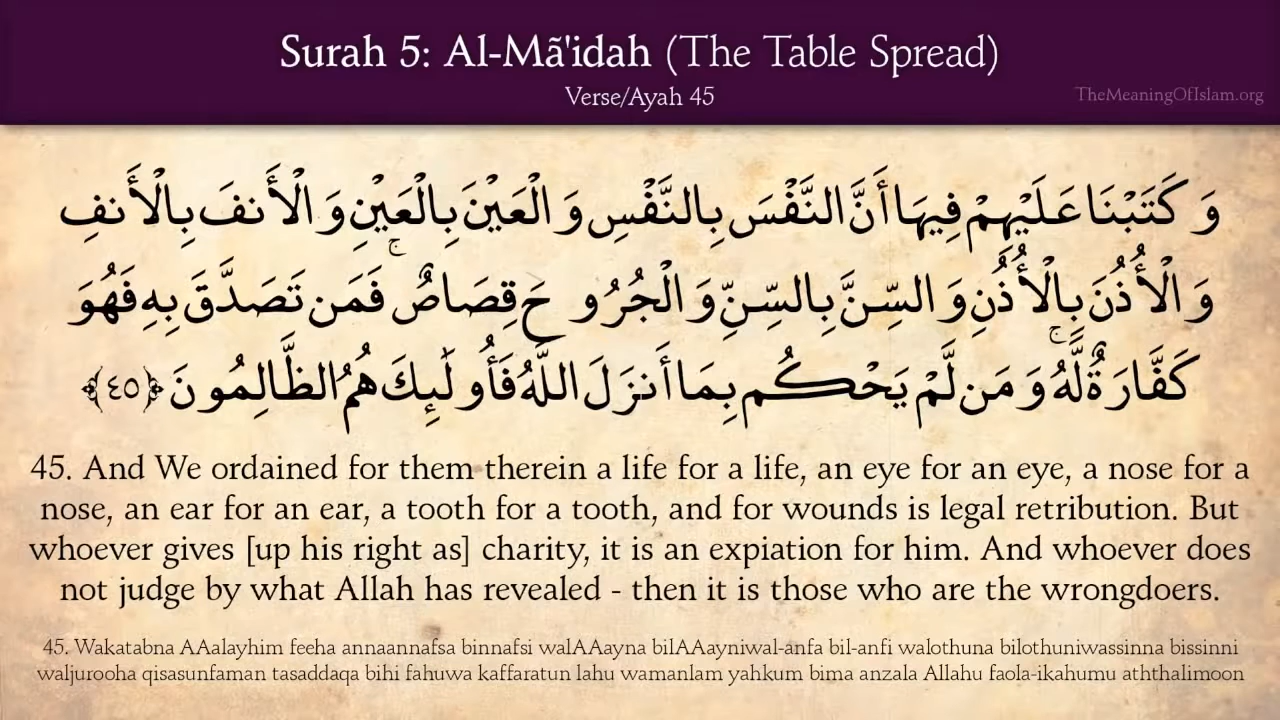 Surah 5: Al-Mã'idah (The Table Spread)
Verse/Ayah 45
TheMeaningOfIslam.org
وَكَتَبْنَا عَلَيْهِمْ فِيهَا أَنَّ النَّفْسَ بِالنَّفْسِ وَالْعَيْنَ بِالْعَيْنِ وَالْأَنفَ بِالْأَنفِ
وَالْأُذُنَ بِالْأُذُنِ وَالسِّنَّ بِالسِّنِّ وَالْجُرُوحَ قِصَاصٌ ۚ فَمَن تَصَدَّقَ بِهِ فَهُوَ
كَفَّارَةٌ لَّهُ ۚ وَمَن لَّمْ يَحْكُم بِمَا أَنزَلَ اللَّهُ فَأُولَٰئِكَ هُمُ الظَّالِمُونَ ﴿٤٥﴾
45. And We ordained for them therein a life for a life, an eye for an eye, a nose for a
nose, an ear for an ear, a tooth for a tooth, and for wounds is legal retribution. But
whoever gives [up his right as] charity, it is an expiation for him. And whoever does
not judge by what Allah has revealed - then it is those who are the wrongdoers.
45. Wakatabna AAalayhim feeha annaannafsa binnafsi walAAayna bilAAayniwal-anfa bil-anfi walothuna bilothuniwassinna bissinni
waljurooha qisasunfaman tasaddaqa bihi fahuwa kaffaratun lahu wamanlam yahkum bima anzala Allahu faola-ikahumu aththalimoon